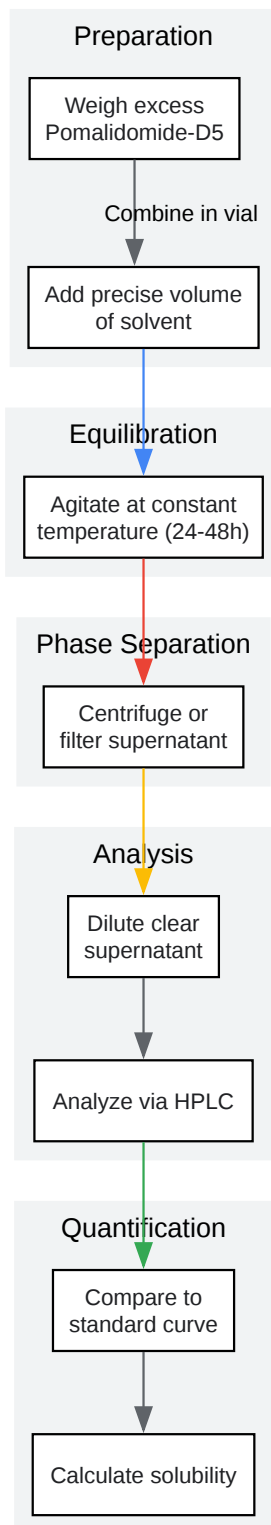 Preparation
Weigh excess
Pomalidomide-D5
Combine in vial
Add precise volume
of solvent
Equilibration
Agitate at constant
temperature (24-48h)
Phase Separation
Centrifuge or
filter supernatant
Analysis
Dilute clear
supernatant
Analyze via HPLC
Quantification
Compare to
standard curve
Calculate solubility